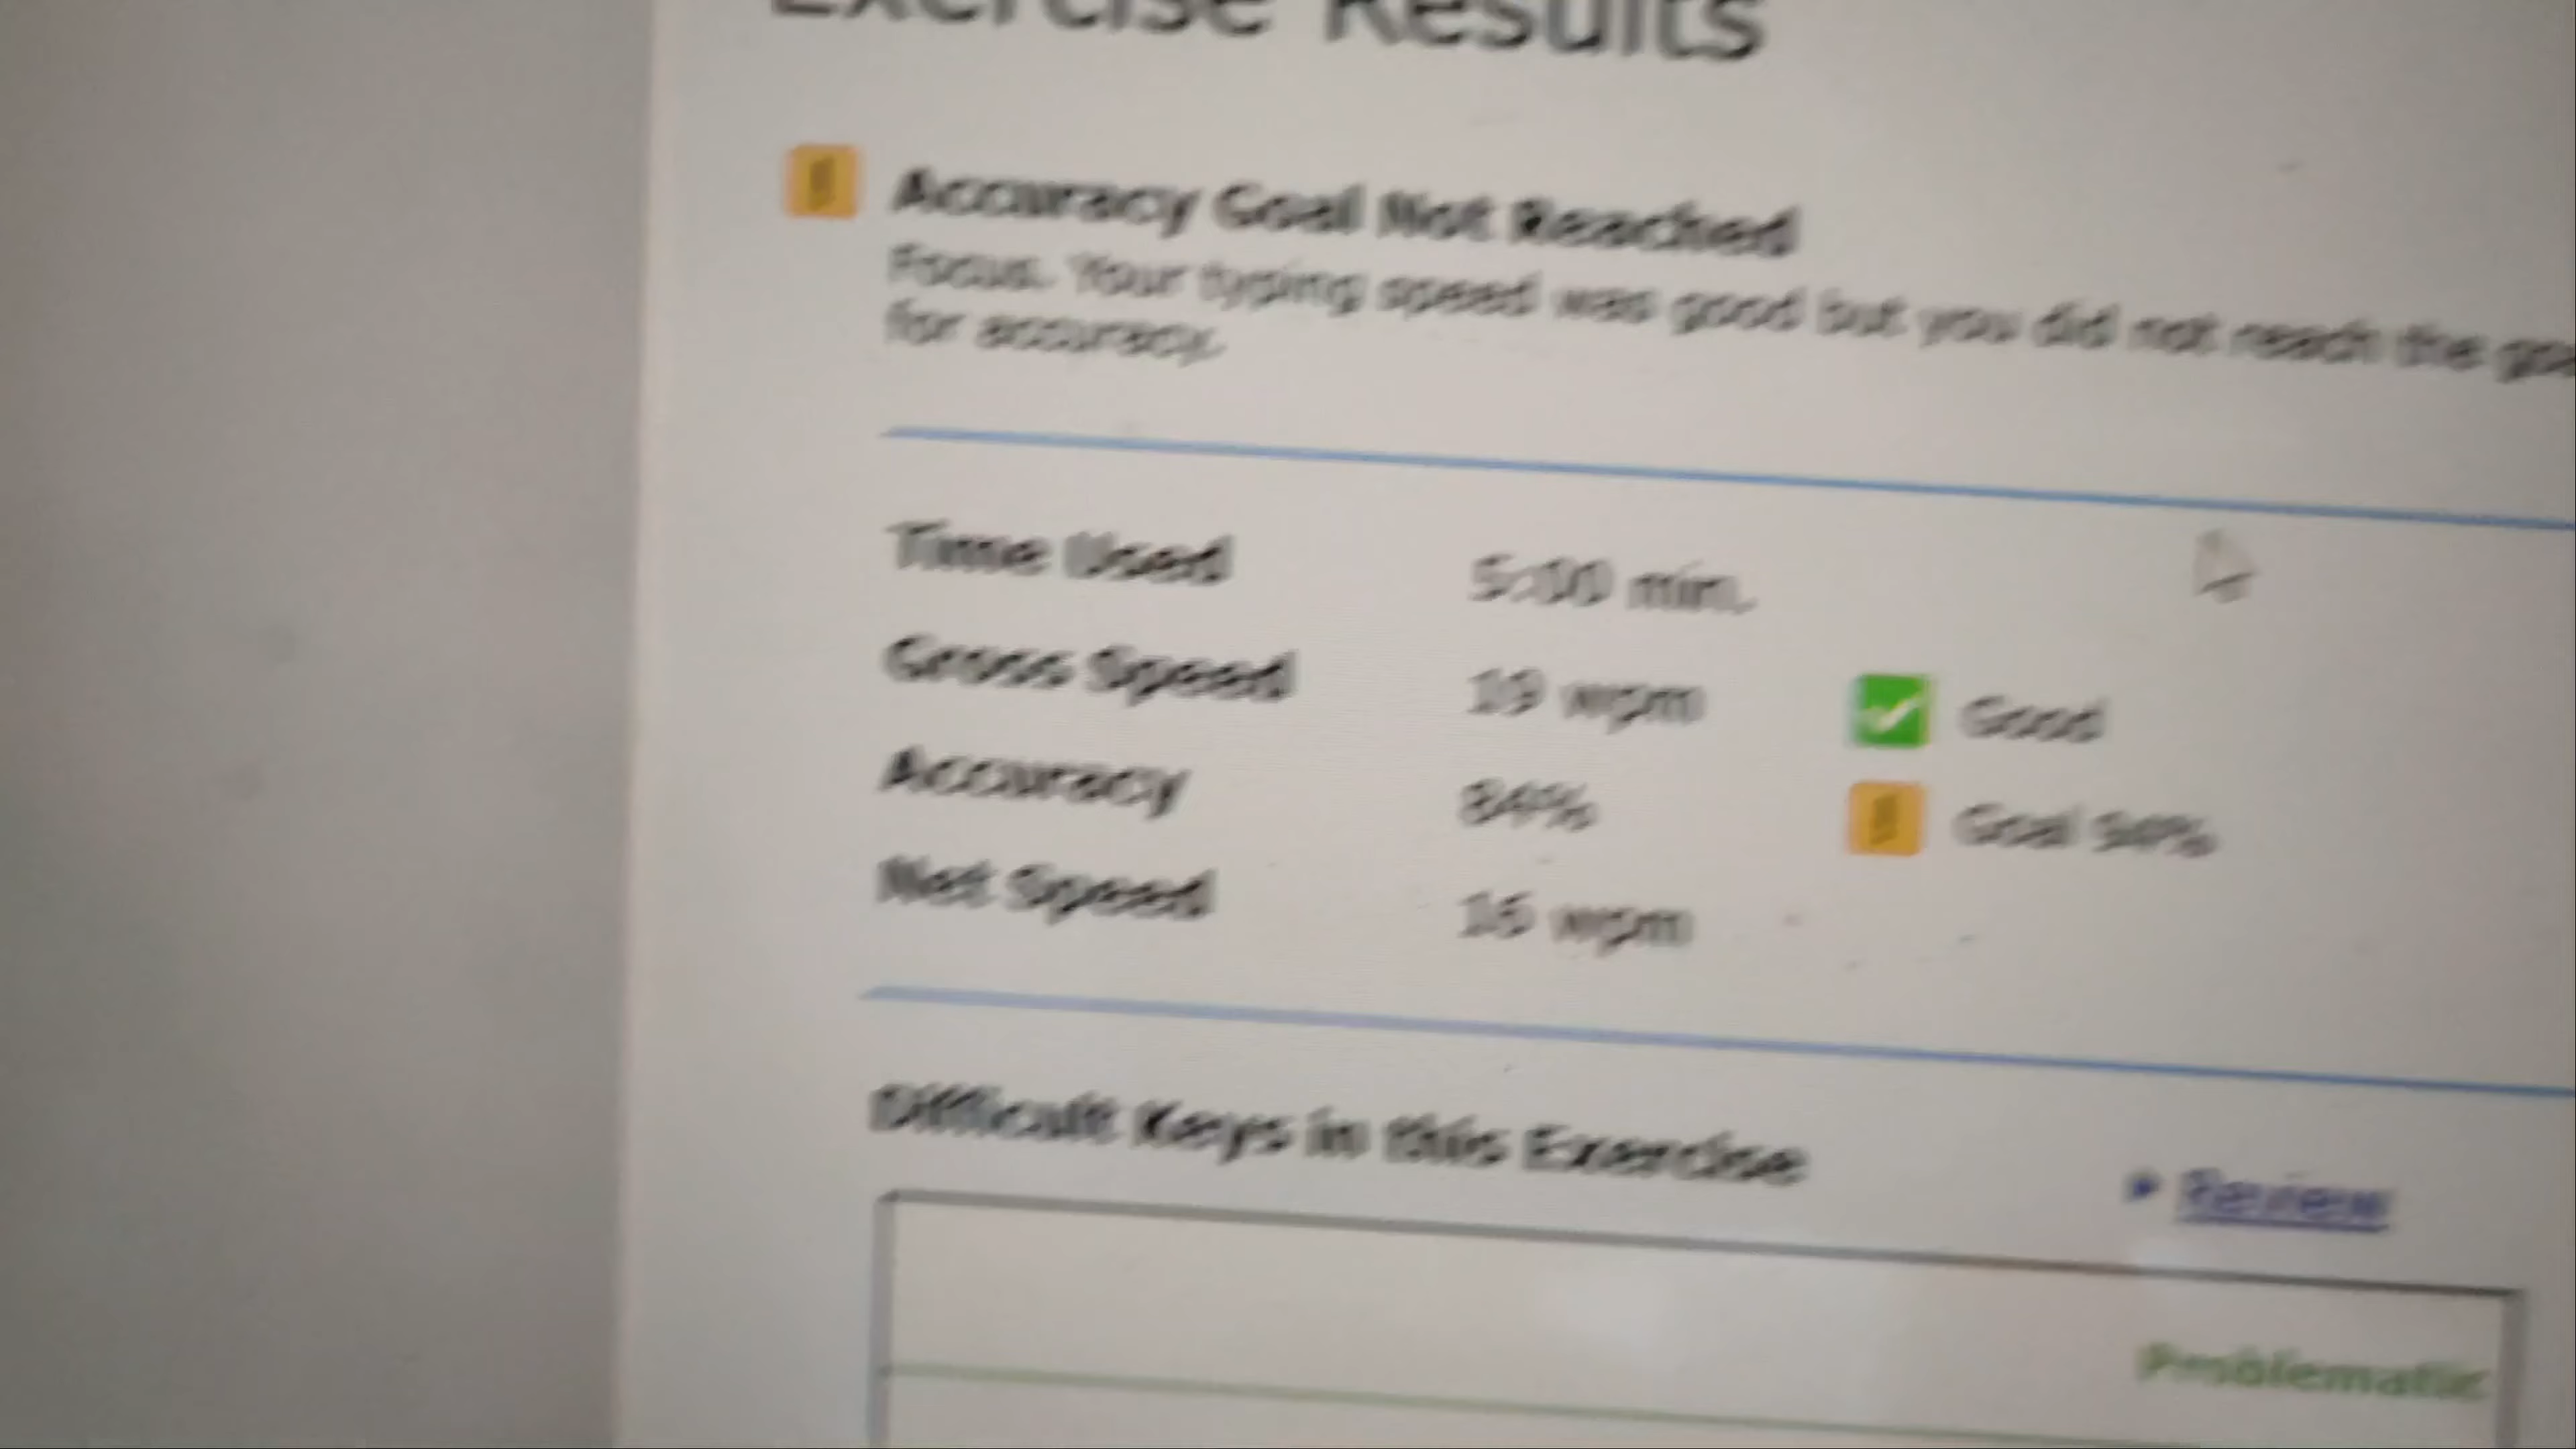 Exercise Results
Accuracy Goal Not Reached
Focus. Your typing speed was good but you did not reach the
for accuracy.
Time Used 5:00 min.
Gross Speed 19 wpm Good
Accuracy 84% Goal 94%
Net Speed 16 wpm
Difficult Keys in this Exercise Review
Problematic